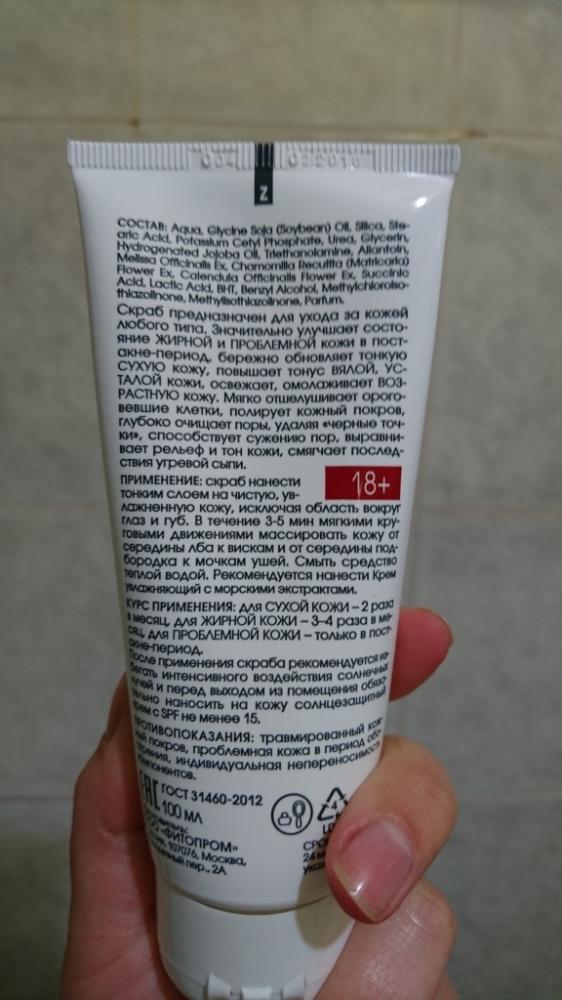 004 022016
Z
СОСТАВ: Aqua, Glycine Soja (Soybean) Oil, Silica, Ste-
aric Acid, Potassium Cetyl Phosphate, Urea, Glycerin,
Hydrogenated Jojoba Oil, Triethanolamine, Allantoin,
Melissa Officinalis Ex, Chamomilla Recutita (Matricaria)
Flower Ex, Calendula Officinalis Flower Ex, Succinic
Acid, Lactic Acid, BHT, Benzyl Alcohol, Methylchloroiso-
thiazolinone, Methylisothiazolinone, Parfum.
Скраб предназначен для ухода за кожей
любого типа. Значительно улучшает состо-
яние ЖИРНОЙ и ПРОБЛЕМНОЙ КОЖИ в пост-
акне-период, бережно обновляет тонкую
СУХУЮ кожу, повышает тонус ВЯЛОЙ, УС-
ТАЛОЙ кожи, освежает, омолаживает ВОЗ-
РАСТНУЮ кожу. Мягко отшелушивает орого-
вевшие клетки, полирует кожный покров,
глубоко очищает поры, удаляя «черные точ-
ки», способствует сужению пор, выравни-
вает рельеф и тон кожи, смягчает послед-
ствия угревой сыпи.
18+
ПРИМЕНЕНИЕ: скраб нанести
тонким слоем на чистую, ув-
лажненную кожу, исключая область вокруг
глаз и губ. В течение 3-5 мин мягкими кру-
говыми движениями массировать кожу от
середины лба к вискам и от середины под-
бородка к мочкам ушей. Смыть средство
теплой водой. Рекомендуется нанести Крем
увлажняющий с морскими экстрактами.
КУРС ПРИМЕНЕНИЯ: для СУХОЙ КОЖИ – 2 раза
в месяц, для ЖИРНОЙ КОЖИ – 3–4 раза в ме-
сяц, для ПРОБЛЕМНОЙ КОЖИ – только в пост-
акне-период.
После применения скраба рекомендуется из-
бегать интенсивного воздействия солнечных
лучей и перед выходом из помещения обяза-
тельно наносить на кожу солнцезащитный
крем с SPF не менее 15.
ПРОТИВОПОКАЗАНИЯ: травмированный кож-
ный покров, проблемная кожа в период обо-
стрения, индивидуальная непереносимость
компонентов.
ЕАС ГОСТ 31460-2012
100 МЛ
4
«ФИТОПРОМ»
107076, Москва,
пер., 2А
24